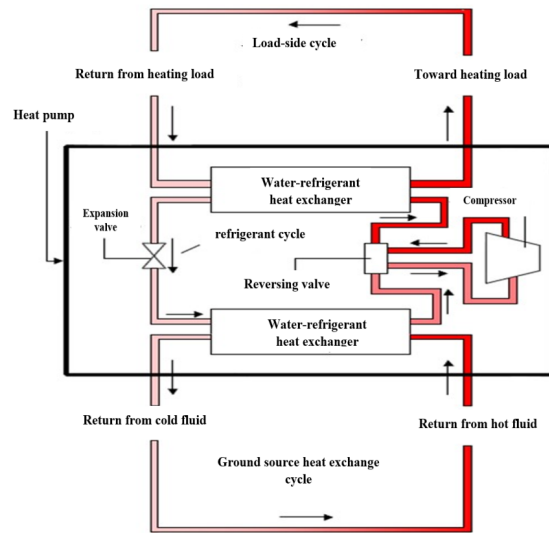 Load-side cycle
Return from heating load
Toward heating load
Heat pump
Water-refrigerant
heat exchanger
Compressor
Expansion
valve
refrigerant cycle
Reversing valve
Water-refrigerant
heat exchanger
Return from cold fluid
Return from hot fluid
Ground source heat exchange
cycle